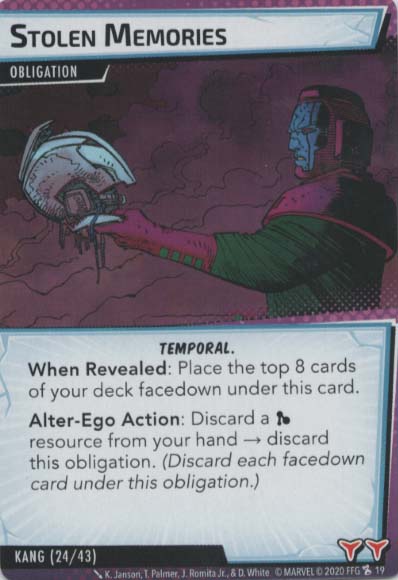 STOLEN MEMORIES
OBLIGATION
TEMPORAL.
When Revealed: Place the top 8 cards
of your deck facedown under this card.
Alter-Ego Action: Discard a
resource from your hand → discard
this obligation. (Discard each facedown
card under this obligation.)
KANG (24/43)
K. Janson, T. Palmer, J. Romita Jr., & D. White © MARVEL © 2020 FFG 19